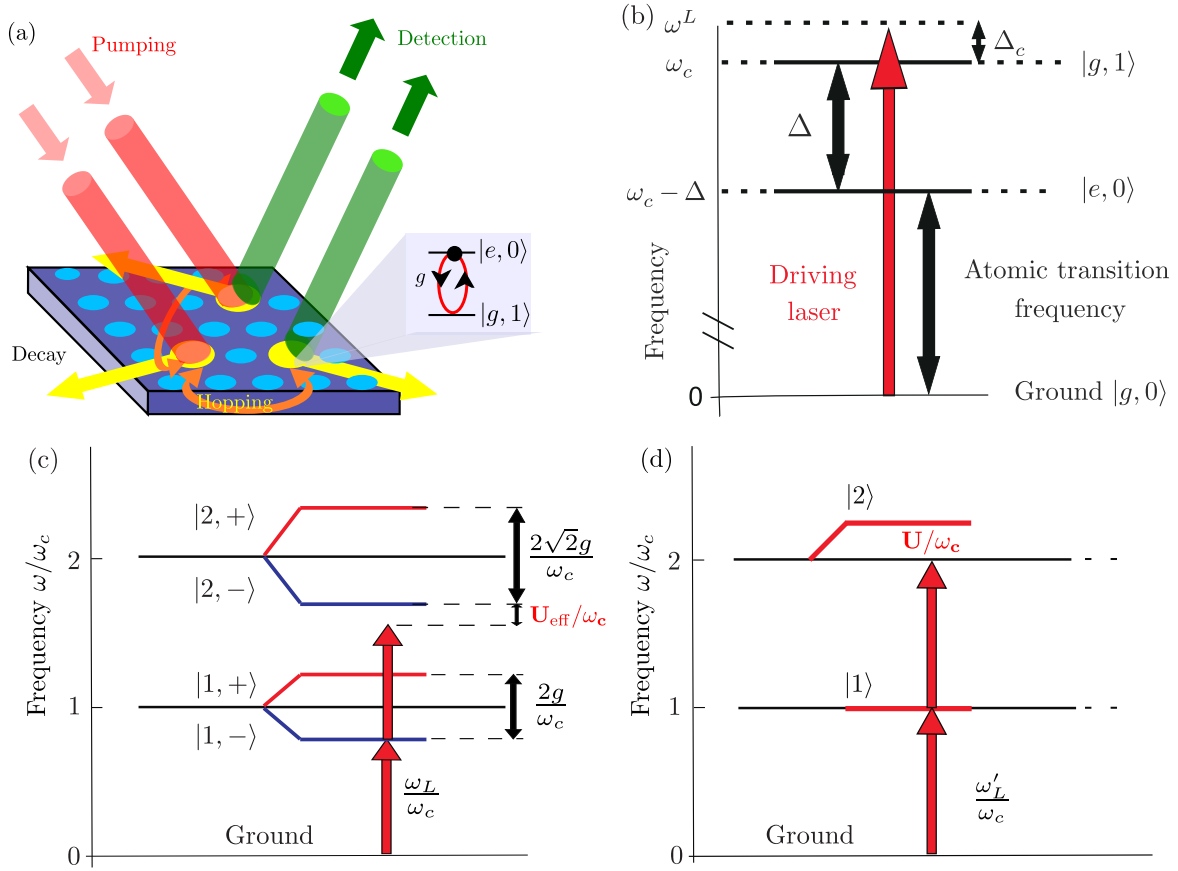 (a)
Pumping
Detection
|e, 0⟩
g
|g, 1⟩
Decay
Hopping
(b)
ω^L
Δ_c
ω_c
|g, 1⟩
Δ
ω_c − Δ
|e, 0⟩
Frequency
Driving
laser
Atomic transition
frequency
0
Ground |g, 0⟩
(c)
Frequency ω/ω_c
|2, +⟩
2
|2, −⟩
2√2g/ω_c
U_eff/ω_c
|1, +⟩
1
|1, −⟩
2g/ω_c
ω_L/ω_c
Ground
0
(d)
Frequency ω/ω_c
|2⟩
U/ω_c
2
|1⟩
1
ω′_L/ω_c
Ground
0